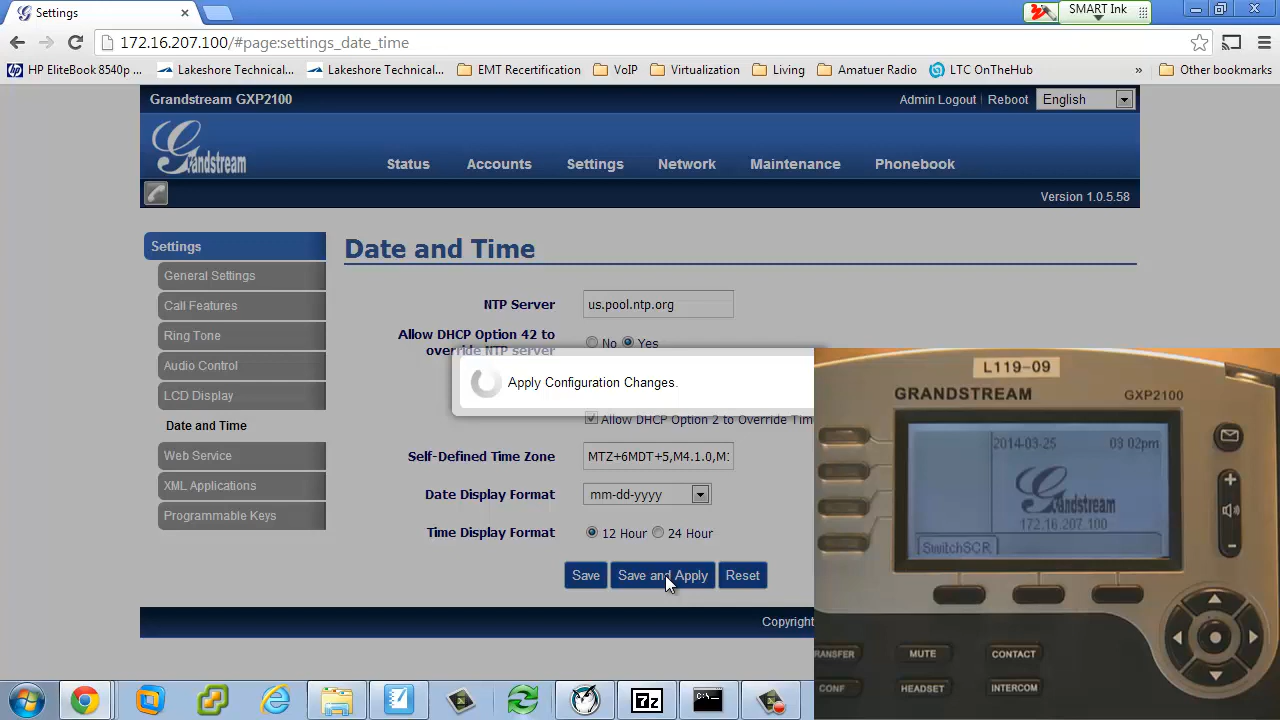 Settings
SMART Ink
172.16.207.100/#page:settings_date_time
HP EliteBook 8540p ...
Lakeshore Technical...
Lakeshore Technical...
EMT Recertification
VoIP
Virtualization
Living
Amatuer Radio
LTC OnTheHub
»
Other bookmarks
Grandstream GXP2100
Admin Logout | Reboot
English
Grandstream
Status
Accounts
Settings
Network
Maintenance
Phonebook
Version 1.0.5.58
Settings
General Settings
Call Features
Ring Tone
Audio Control
LCD Display
Date and Time
Web Service
XML Applications
Programmable Keys
Date and Time
NTP Server
us.pool.ntp.org
Allow DHCP Option 42 to
override NTP server
No Yes
Apply Configuration Changes.
Allow DHCP Option 2 to Override Tim
Self-Defined Time Zone
MTZ+6MDT+5,M4.1.0,M1
Date Display Format
mm-dd-yyyy
Time Display Format
12 Hour 24 Hour
Save
Save and Apply
Reset
Copyright
L119-09
GRANDSTREAM
GXP2100
2014-03-25
03:02pm
Grandstream
172.16.207.100
SwitchSCR
TRANSFER
MUTE
CONTACT
CONF
HEADSET
INTERCOM
7z
C:\